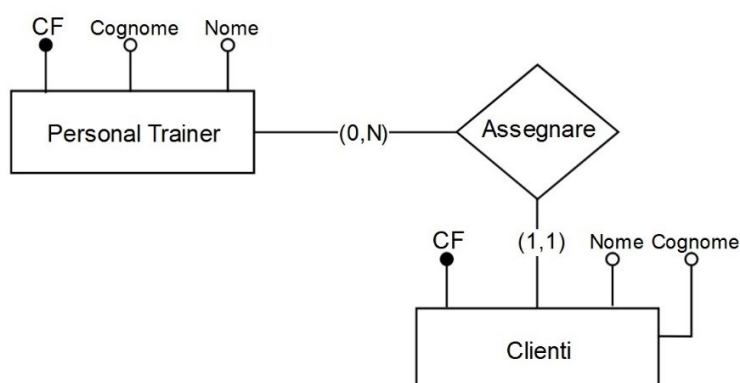 CF Cognome Nome
Personal Trainer
(0,N)
Assegnare
CF
(1,1)
Nome Cognome
Clienti